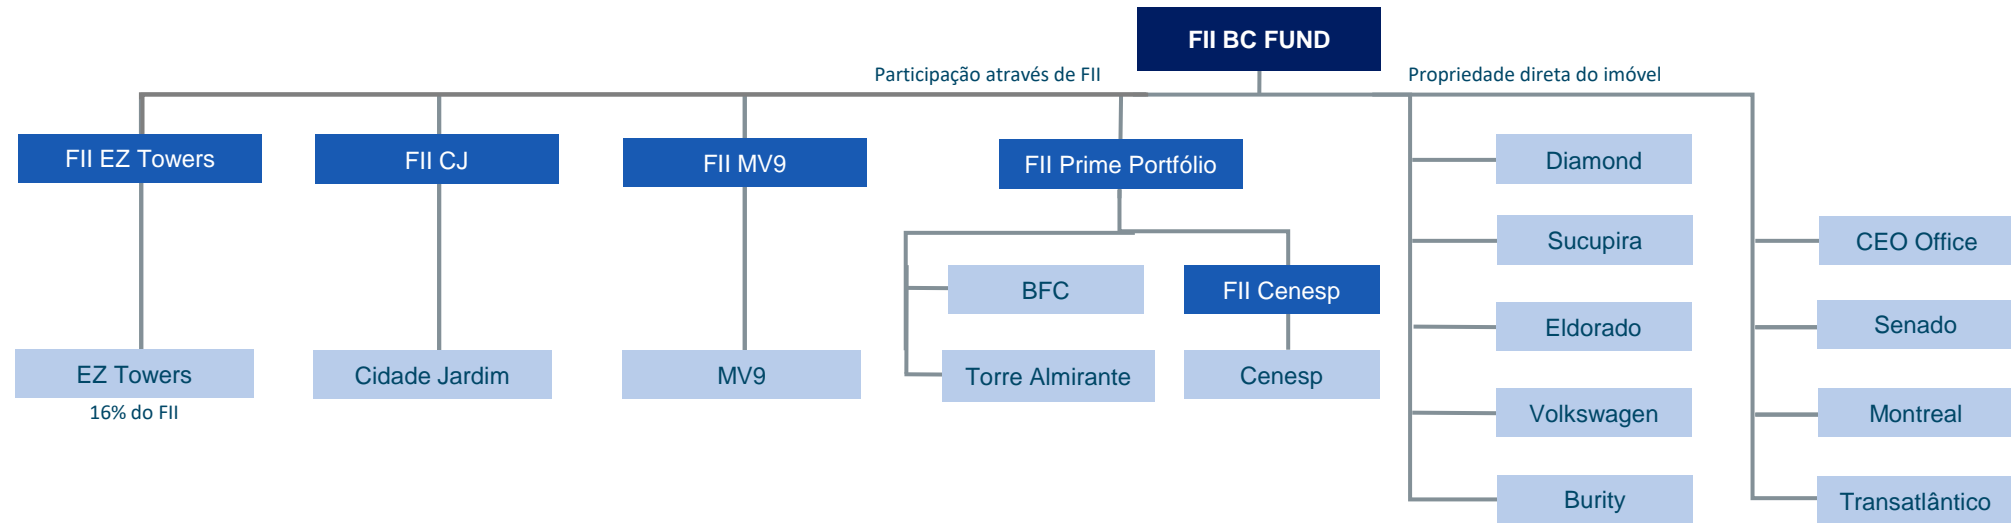 FII BC FUND
Participação através de FII
Propriedade direta do imóvel
FII EZ Towers
FII CJ
FII MV9
FII Prime Portfólio
Diamond
Sucupira
CEO Office
BFC
FII Cenesp
Eldorado
Senado
EZ Towers
Cidade Jardim
MV9
Torre Almirante
Cenesp
16% do FII
Volkswagen
Montreal
Burity
Transatlântico